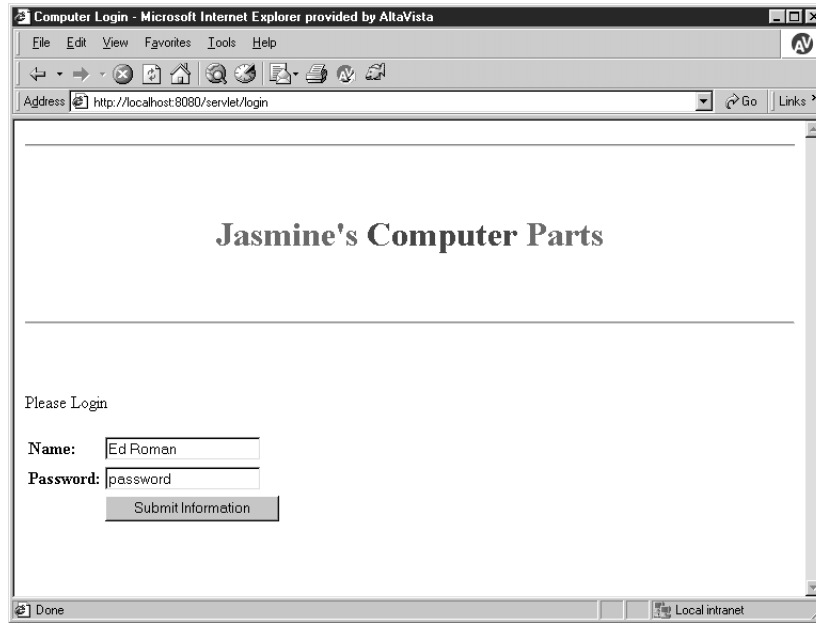 Computer Login - Microsoft Internet Explorer provided by AltaVista
File Edit View Favorites Tools Help
AV
Address http://localhost:8080/servlet/login Go Links »
Jasmine's Computer Parts
Please Login
Name: Ed Roman
Password: password
Submit Information
Done Local intranet